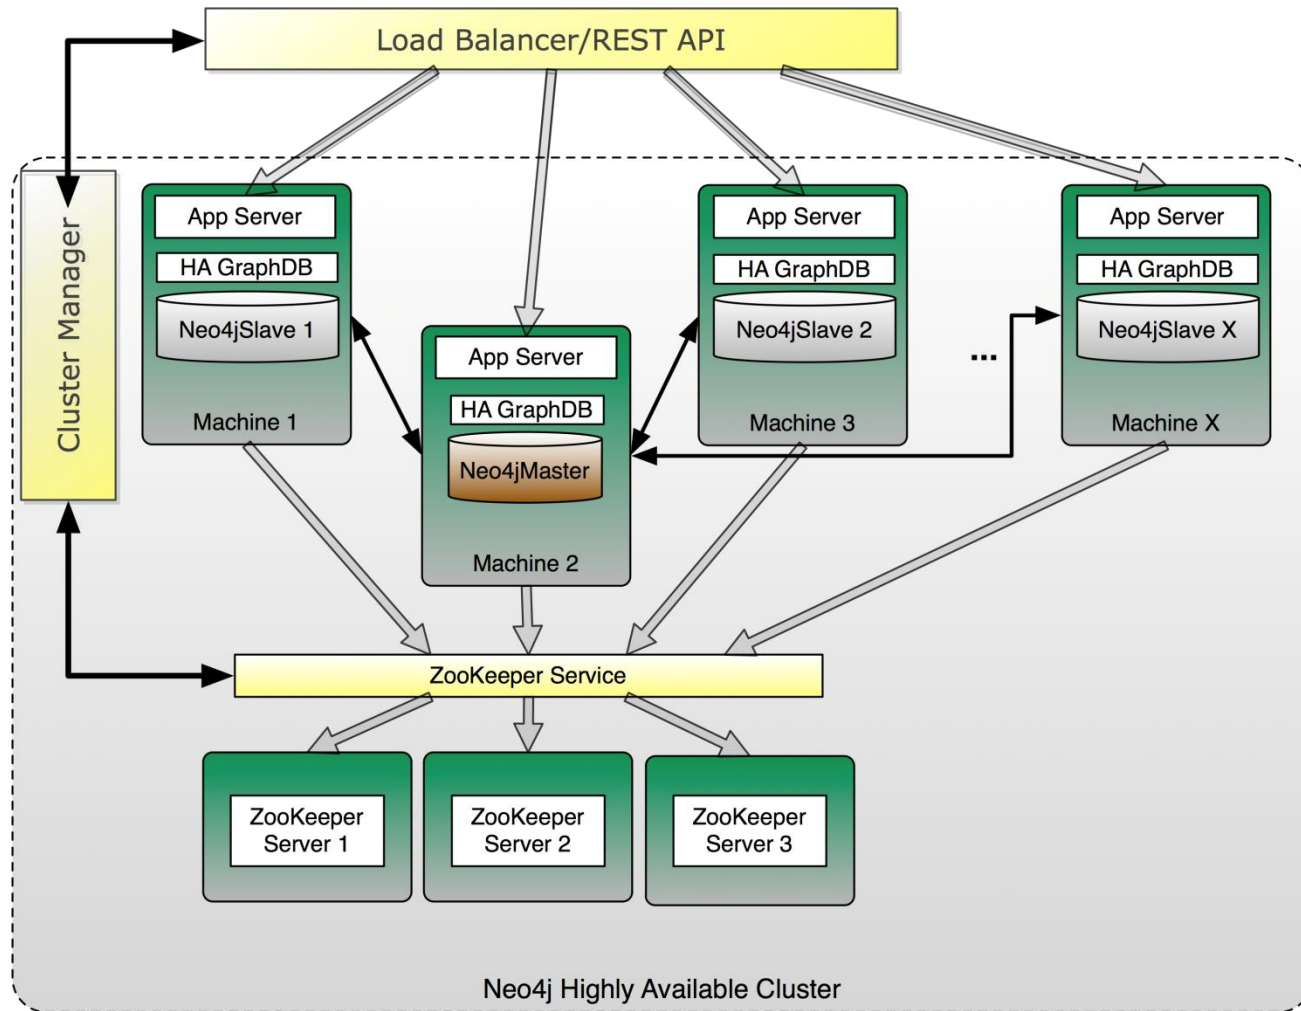 Load Balancer/REST API
Cluster Manager
App Server
HA GraphDB
Neo4jSlave 1
Machine 1
App Server
HA GraphDB
Neo4jMaster
Machine 2
App Server
HA GraphDB
Neo4jSlave 2
Machine 3
...
App Server
HA GraphDB
Neo4jSlave X
Machine X
ZooKeeper Service
ZooKeeper
Server 1
ZooKeeper
Server 2
ZooKeeper
Server 3
Neo4j Highly Available Cluster